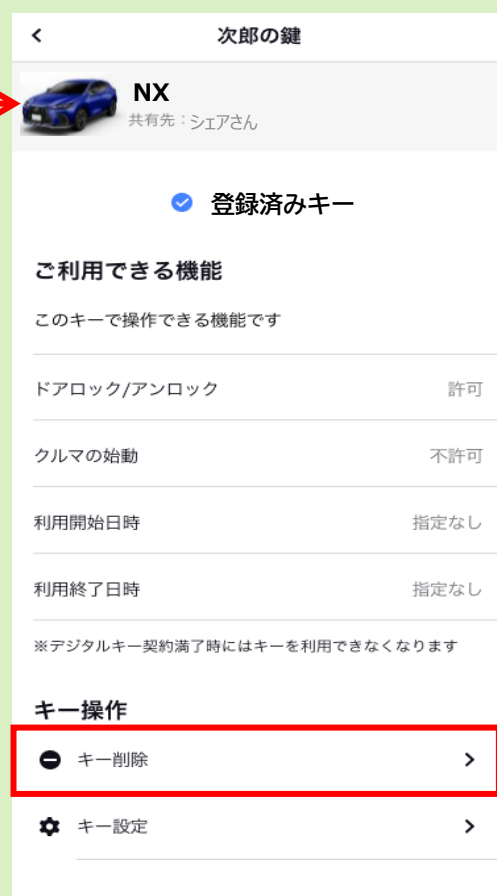 次郎の鍵
NX
共有先：シェアさん
登録済みキー
ご利用できる機能
このキーで操作できる機能です
ドアロック/アンロック 許可
クルマの始動 不許可
利用開始日時 指定なし
利用終了日時 指定なし
※デジタルキー契約満了時にはキーを利用できなくなります
キー操作
キー削除
キー設定